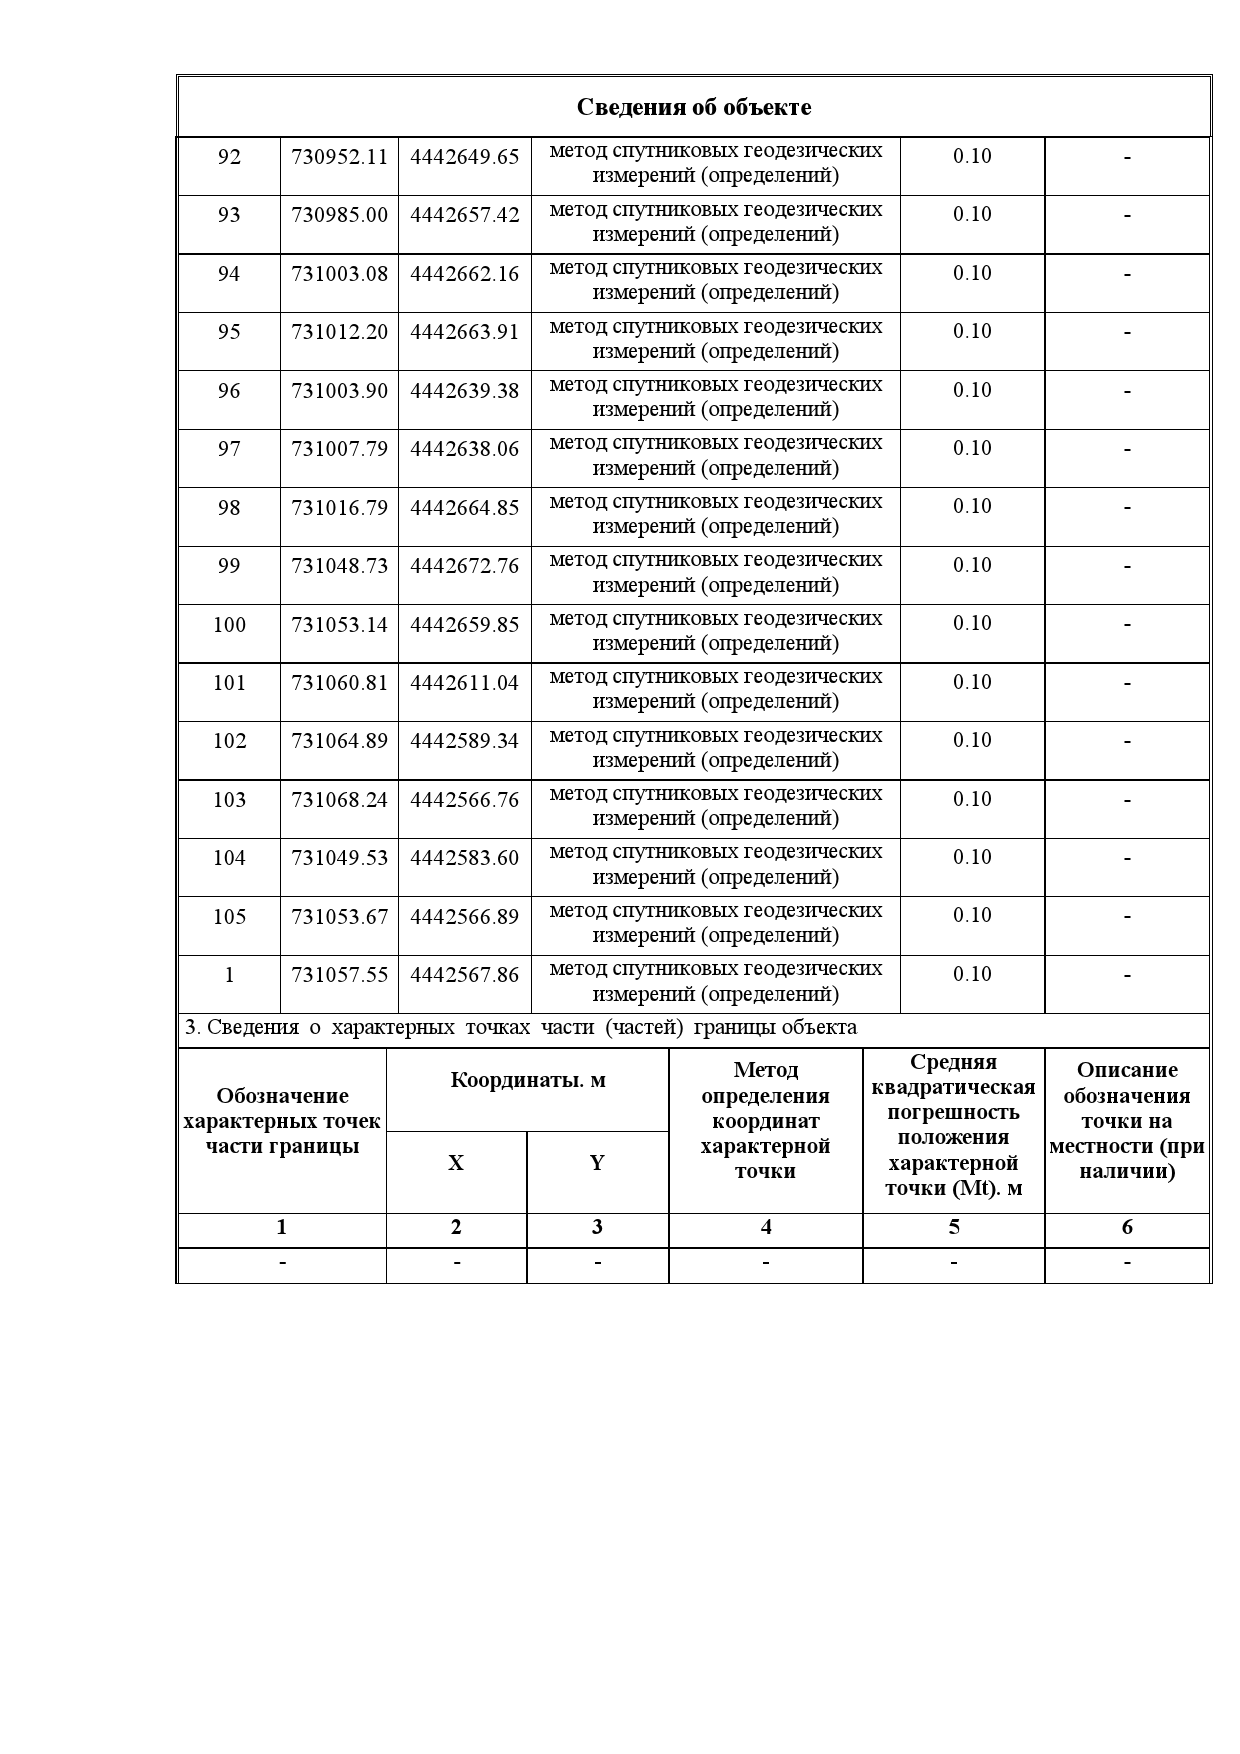 Сведения об объекте
92 730952.11 4442649.65 метод спутниковых геодезических измерений (определений) 0.10 -
93 730985.00 4442657.42 метод спутниковых геодезических измерений (определений) 0.10 -
94 731003.08 4442662.16 метод спутниковых геодезических измерений (определений) 0.10 -
95 731012.20 4442663.91 метод спутниковых геодезических измерений (определений) 0.10 -
96 731003.90 4442639.38 метод спутниковых геодезических измерений (определений) 0.10 -
97 731007.79 4442638.06 метод спутниковых геодезических измерений (определений) 0.10 -
98 731016.79 4442664.85 метод спутниковых геодезических измерений (определений) 0.10 -
99 731048.73 4442672.76 метод спутниковых геодезических измерений (определений) 0.10 -
100 731053.14 4442659.85 метод спутниковых геодезических измерений (определений) 0.10 -
101 731060.81 4442611.04 метод спутниковых геодезических измерений (определений) 0.10 -
102 731064.89 4442589.34 метод спутниковых геодезических измерений (определений) 0.10 -
103 731068.24 4442566.76 метод спутниковых геодезических измерений (определений) 0.10 -
104 731049.53 4442583.60 метод спутниковых геодезических измерений (определений) 0.10 -
105 731053.67 4442566.89 метод спутниковых геодезических измерений (определений) 0.10 -
1 731057.55 4442567.86 метод спутниковых геодезических измерений (определений) 0.10 -
3. Сведения о характерных точках части (частей) границы объекта
Обозначение
характерных точек
части границы
Координаты. м
X Y
Метод
определения
координат
характерной
точки
Средняя
квадратическая
погрешность
положения
характерной
точки (Mt). м
Описание
обозначения
точки на
местности (при
наличии)
1 2 3 4 5 6
- - - - - -